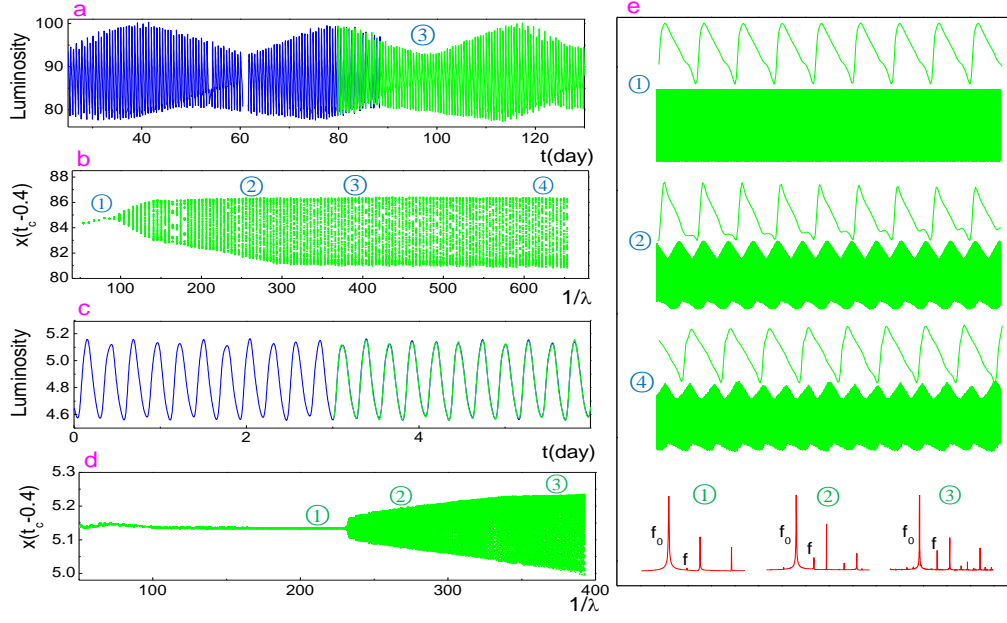 a
Luminosity
100
90
80
③
40 60 80 100 120
t(day)
b
x(t_c-0.4)
88
86
84
82
80
① ② ③ ④
100 200 300 400 500 600
1/λ
c
Luminosity
5.2
5.0
4.8
4.6
0 2 4
t(day)
d
x(t_c-0.4)
5.3
5.2
5.1
5.0
① ② ③
100 200 300 400
1/λ
e
①
②
④
① ② ③
f_o f
f_o f
f_o f